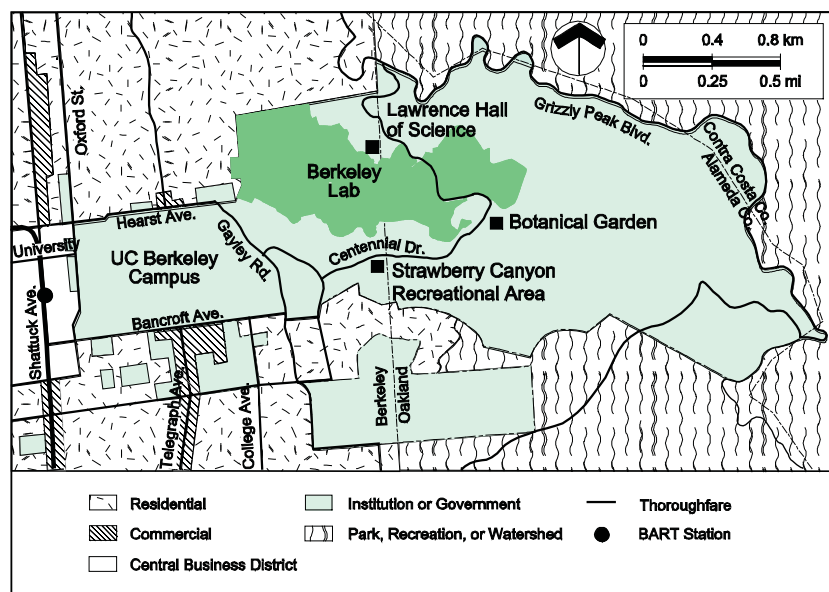 0 0.4 0.8 km
0 0.25 0.5 mi
Oxford St.
Lawrence Hall
of Science
Grizzly Peak Blvd.
Contra Costa Co.
Alameda Co.
Berkeley
Lab
Hearst Ave.
Botanical Garden
University
Gayley Rd.
Centennial Dr.
UC Berkeley
Campus
Strawberry Canyon
Recreational Area
Shattuck Ave.
Bancroft Ave.
Telegraph Ave.
College Ave.
Berkeley
Oakland
Residential
Commercial
Central Business District
Institution or Government
Park, Recreation, or Watershed
Thoroughfare
BART Station